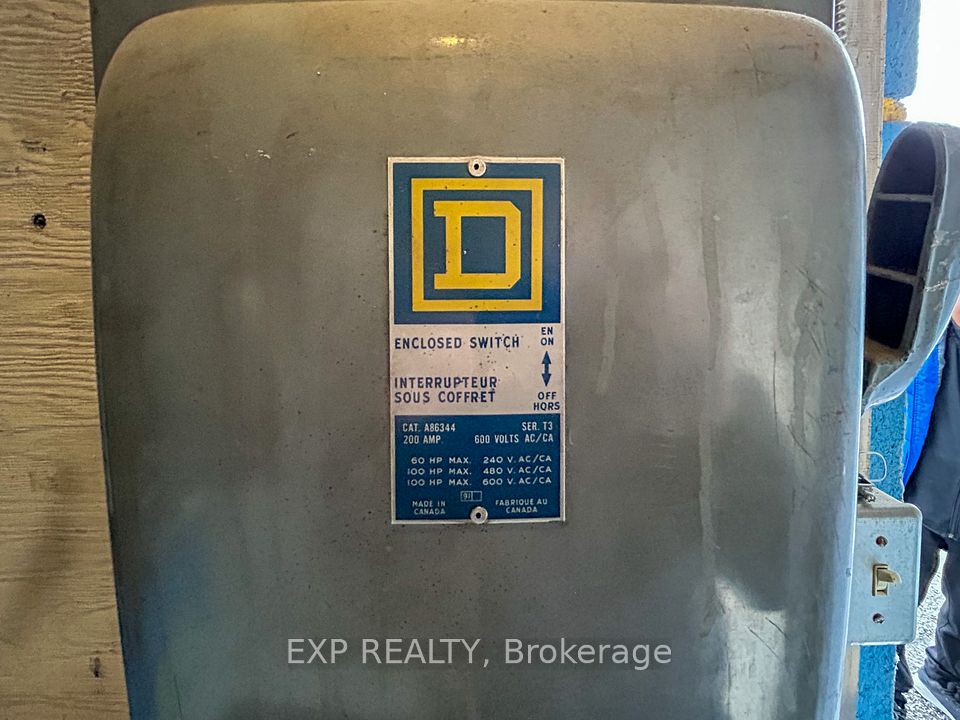 D
ENCLOSED SWITCH
EN
ON
INTERRUPTEUR
SOUS COFFRET
OFF
HORS
CAT. A86344 SER. T3
200 AMP. 600 VOLTS AC/CA
60 HP MAX. 240 V. AC/CA
100 HP MAX. 480 V. AC/CA
100 HP MAX. 600 V. AC/CA
MADE IN
CANADA
FABRIQUE AU
CANADA
EXP REALTY, Brokerage